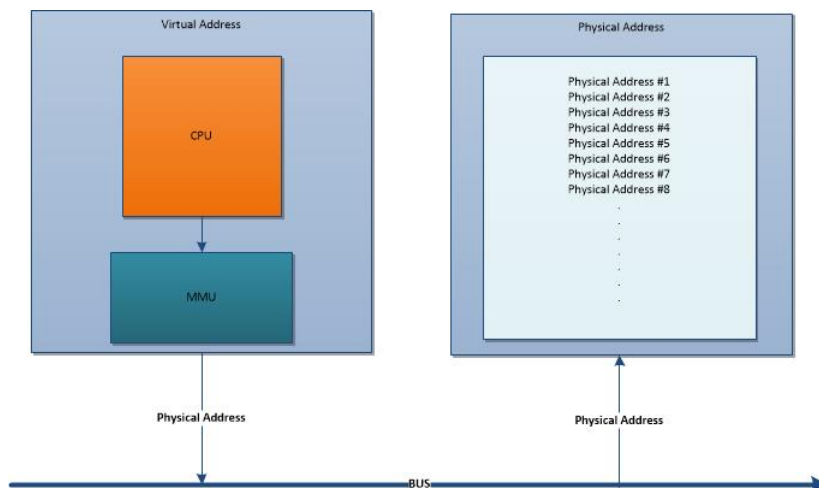 Virtual Address
CPU
MMU
Physical Address
Physical Address
Physical Address #1
Physical Address #2
Physical Address #3
Physical Address #4
Physical Address #5
Physical Address #6
Physical Address #7
Physical Address #8
.
.
.
.
.
.
.
Physical Address
BUS